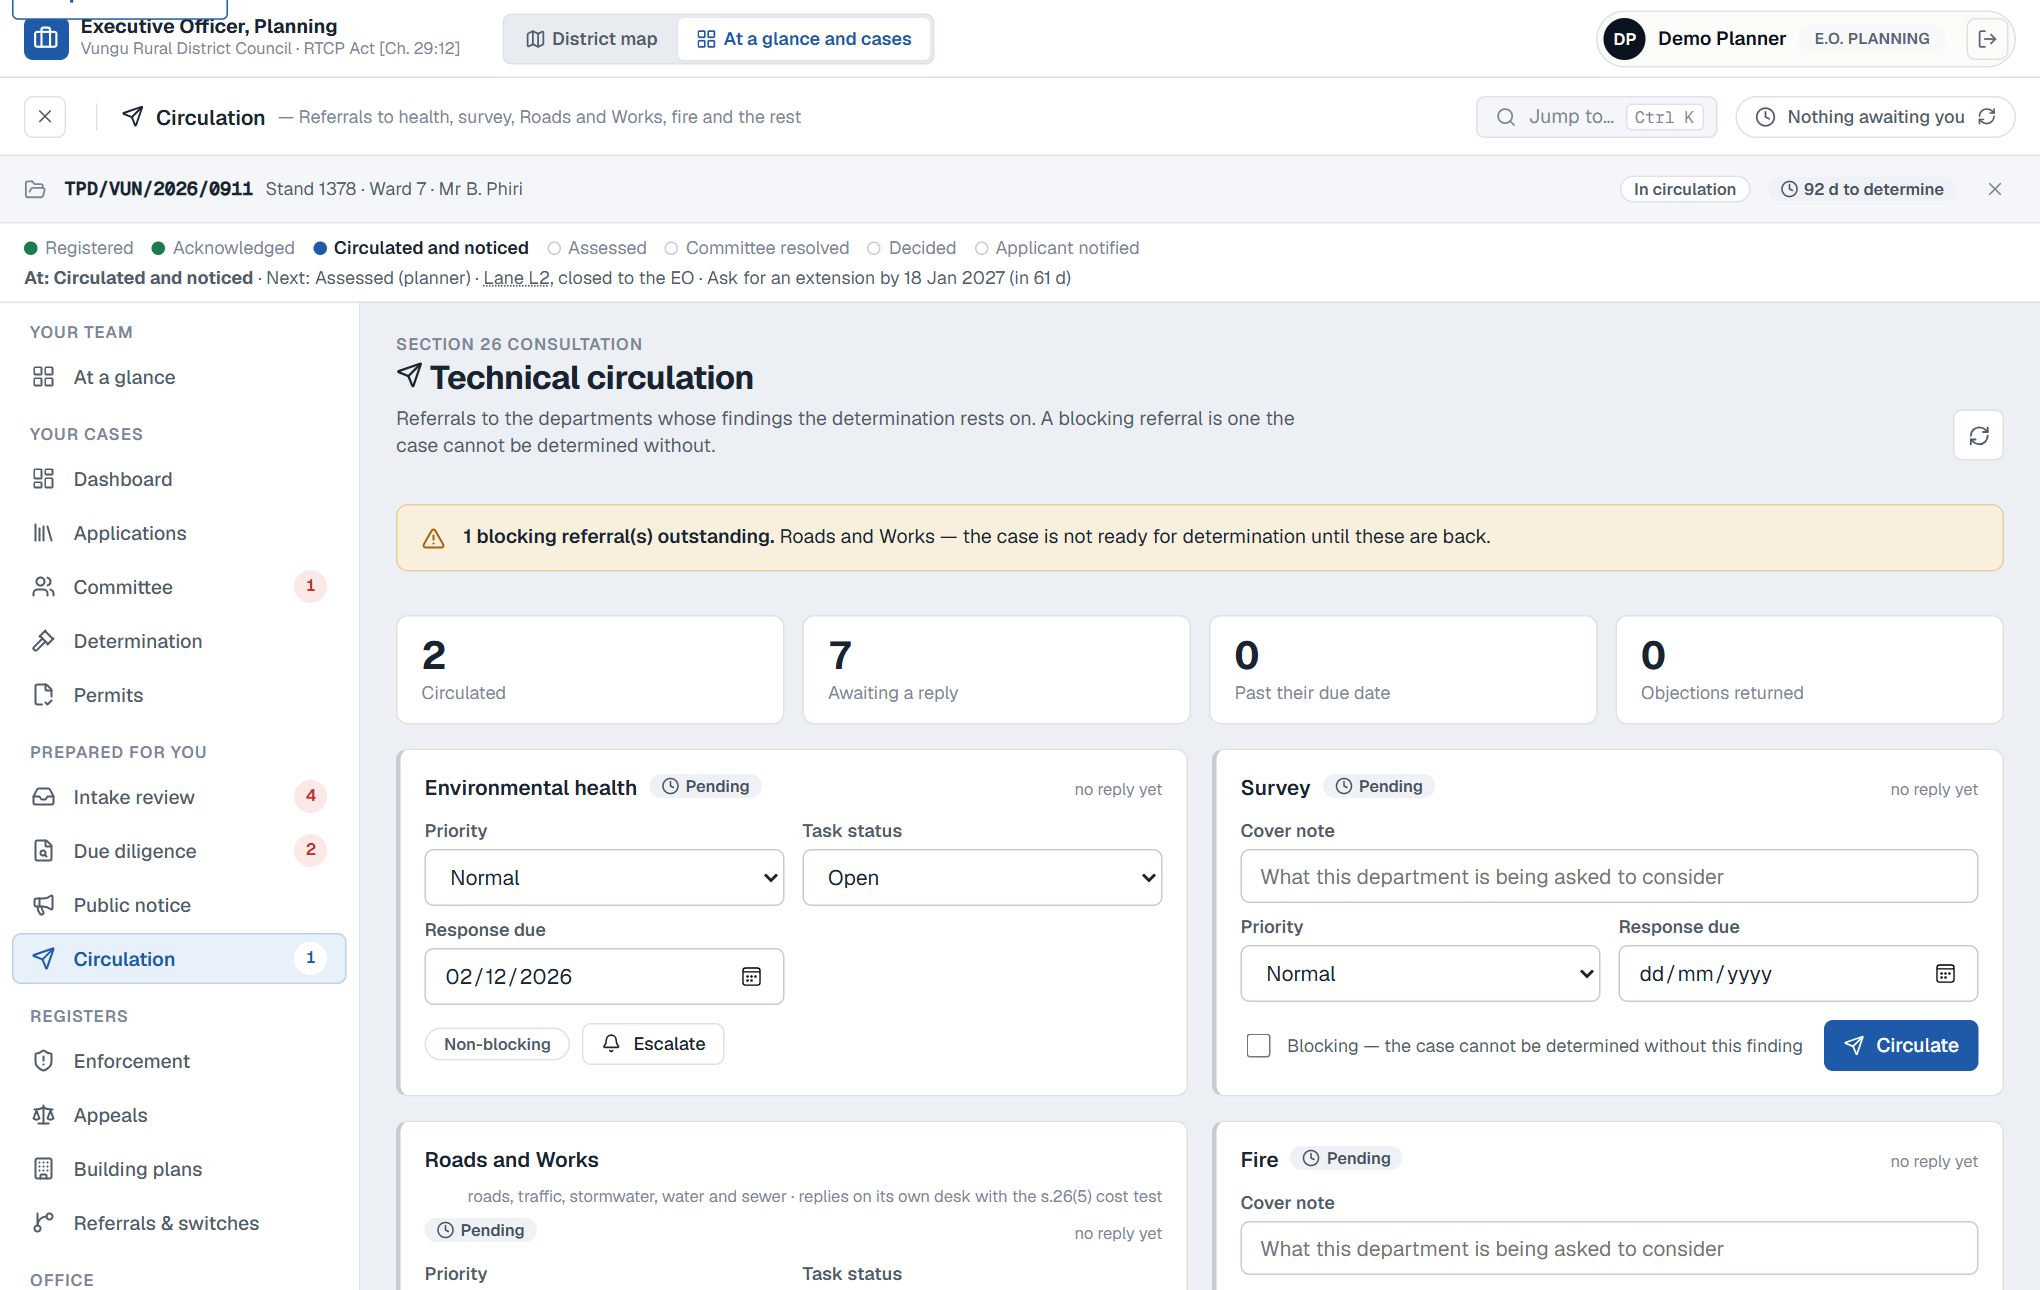 Executive Officer, Planning
Vungu Rural District Council · RTCP Act [Ch. 29:12]
District map
At a glance and cases
DP
Demo Planner
E.O. PLANNING
Circulation
— Referrals to health, survey, Roads and Works, fire and the rest
Jump to...
Ctrl K
Nothing awaiting you
TPD/VUN/2026/0911
Stand 1378 · Ward 7 · Mr B. Phiri
In circulation
92 d to determine
Registered
Acknowledged
Circulated and noticed
Assessed
Committee resolved
Decided
Applicant notified
At: Circulated and noticed · Next: Assessed (planner) · Lane L2, closed to the EO · Ask for an extension by 18 Jan 2027 (in 61 d)
YOUR TEAM
At a glance
YOUR CASES
Dashboard
Applications
Committee
1
Determination
Permits
PREPARED FOR YOU
Intake review
4
Due diligence
2
Public notice
Circulation
1
REGISTERS
Enforcement
Appeals
Building plans
Referrals & switches
OFFICE
SECTION 26 CONSULTATION
Technical circulation
Referrals to the departments whose findings the determination rests on. A blocking referral is one the
case cannot be determined without.
1 blocking referral(s) outstanding. Roads and Works — the case is not ready for determination until these are back.
2
Circulated
7
Awaiting a reply
0
Past their due date
0
Objections returned
Environmental health
Pending
no reply yet
Priority
Task status
Normal
Open
Response due
02/12/2026
Non-blocking
Escalate
Survey
Pending
no reply yet
Cover note
What this department is being asked to consider
Priority
Response due
Normal
dd/mm/yyyy
Blocking — the case cannot be determined without this finding
Circulate
Roads and Works
roads, traffic, stormwater, water and sewer · replies on its own desk with the s.26(5) cost test
Pending
no reply yet
Priority
Task status
Fire
Pending
no reply yet
Cover note
What this department is being asked to consider